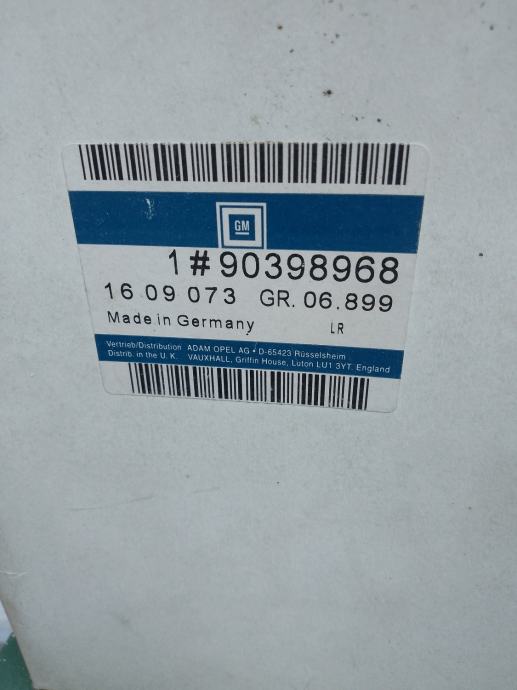 GM
1 # 90398968
16 09 073 GR. 06.899
Made in Germany LR
Vertrieb/Distribution ADAM OPEL AG • D-65423 Rüsselsheim
Distrib. in the U. K. VAUXHALL, Griffin House, Luton LU1 3YT. England